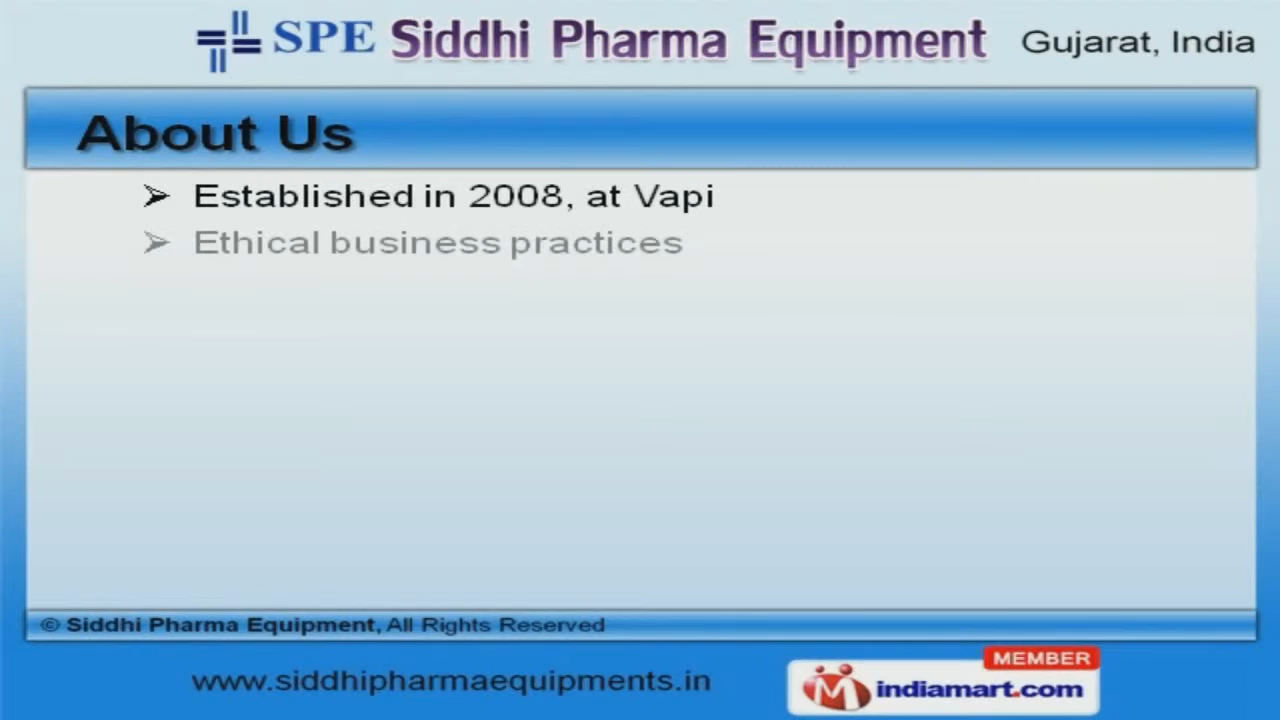 SPE Siddhi Pharma Equipment Gujarat, India
About Us
➢ Established in 2008, at Vapi
➢ Ethical business practices
© Siddhi Pharma Equipment, All Rights Reserved
MEMBER
www.siddhipharmaequipments.in
indiamart.com